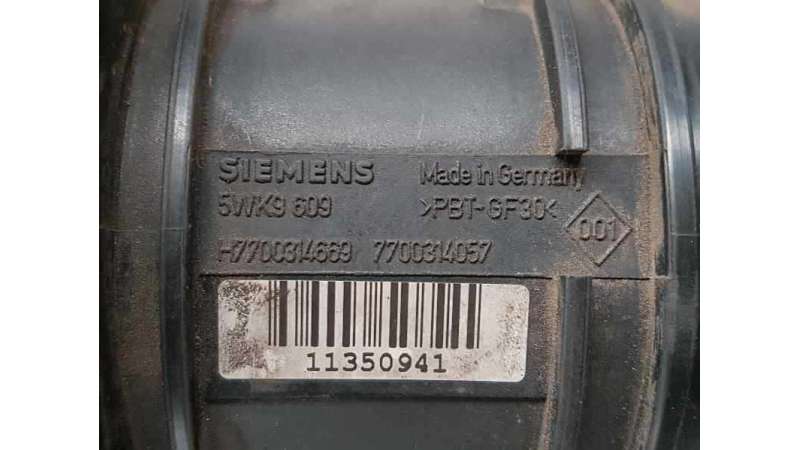 SIEMENS Made in Germany
5WK9 609 >PBT-GF30<
001
H7700314669 7700314057
11350941